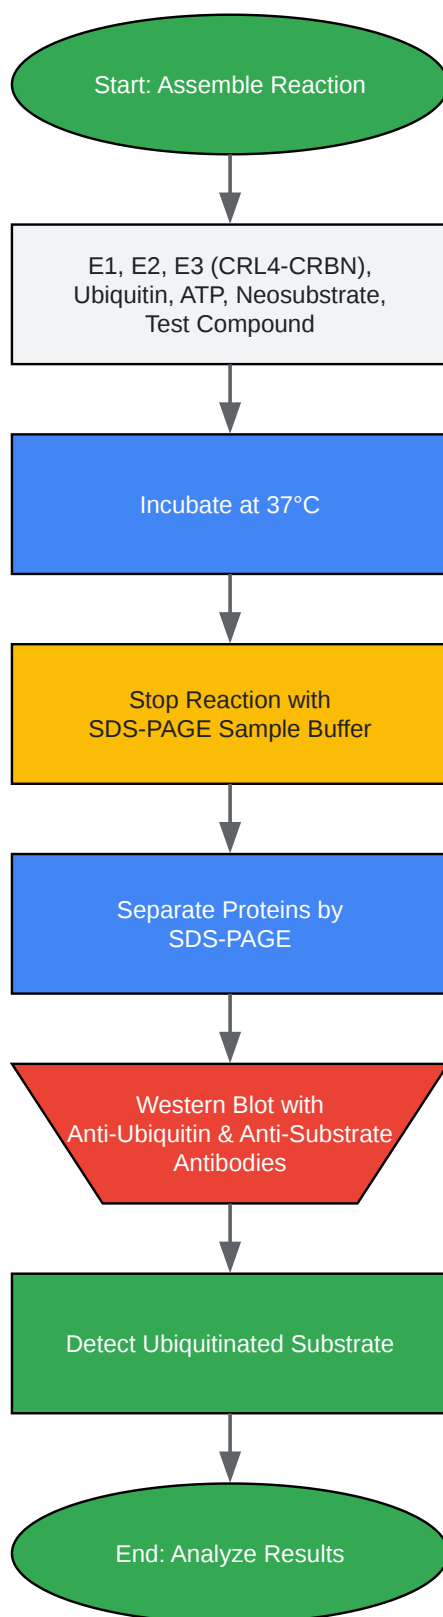 Start: Assemble Reaction
E1, E2, E3 (CRL4-CRBN),
Ubiquitin, ATP, Neosubstrate,
Test Compound
Incubate at 37°C
Stop Reaction with
SDS-PAGE Sample Buffer
Separate Proteins by
SDS-PAGE
Western Blot with
Anti-Ubiquitin & Anti-Substrate
Antibodies
Detect Ubiquitinated Substrate
End: Analyze Results